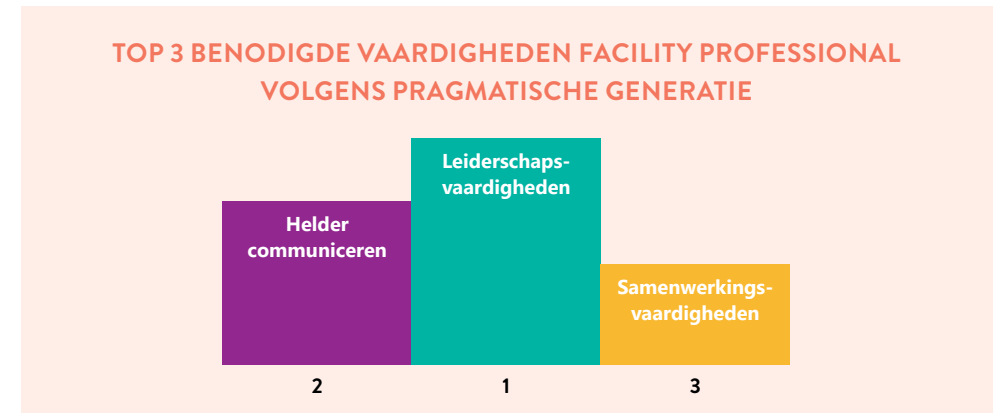 TOP 3 BENODIGDE VAARDIGHEDEN FACILITY PROFESSIONAL
VOLGENS PRAGMATISCHE GENERATIE
Leiderschaps-
vaardigheden
Helder
communiceren
Samenwerkings-
vaardigheden
2
1
3